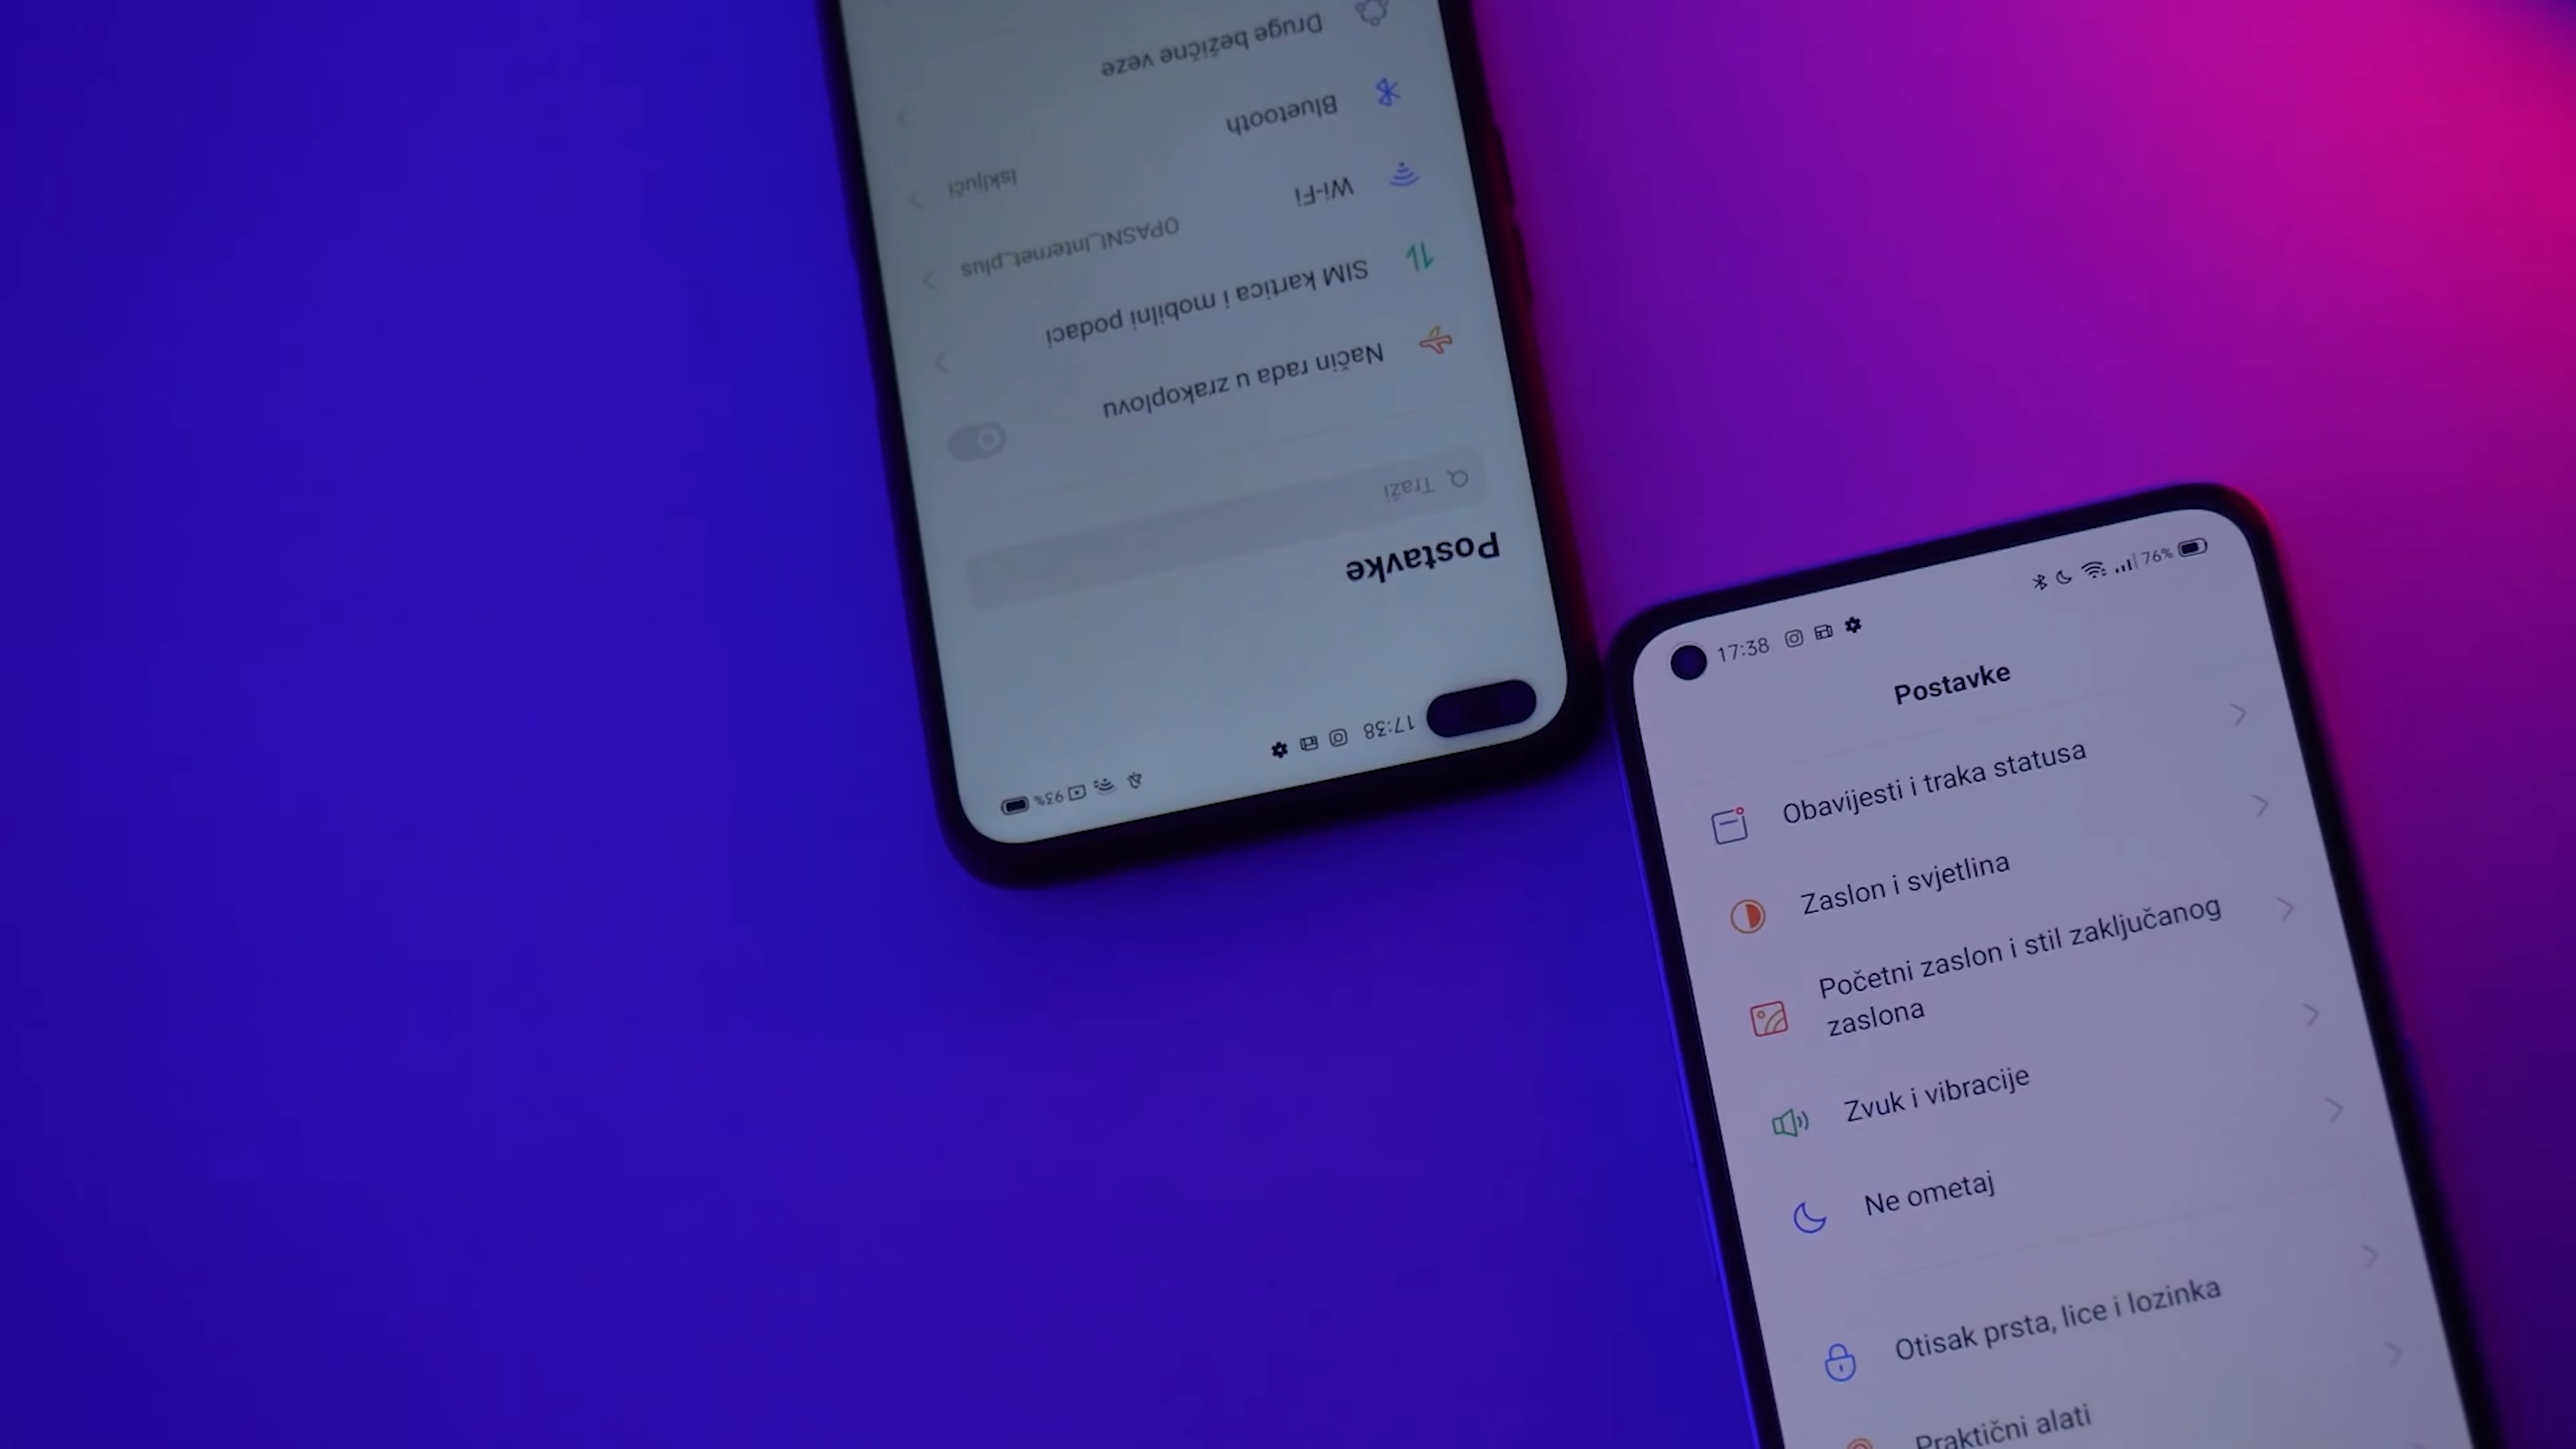 17:38
93%
Postavke
Traži
Način rada u zrakoplovu
SIM kartica i mobilni podaci
Wi-Fi OPASNI_Internet_plus
Bluetooth Isključi
Druge bežične veze
17:38 76%
Postavke
Obavijesti i traka statusa
Zaslon i svjetlina
Početni zaslon i stil zaključanog
zaslona
Zvuk i vibracije
Ne ometaj
Otisak prsta, lice i lozinka
Praktični alati